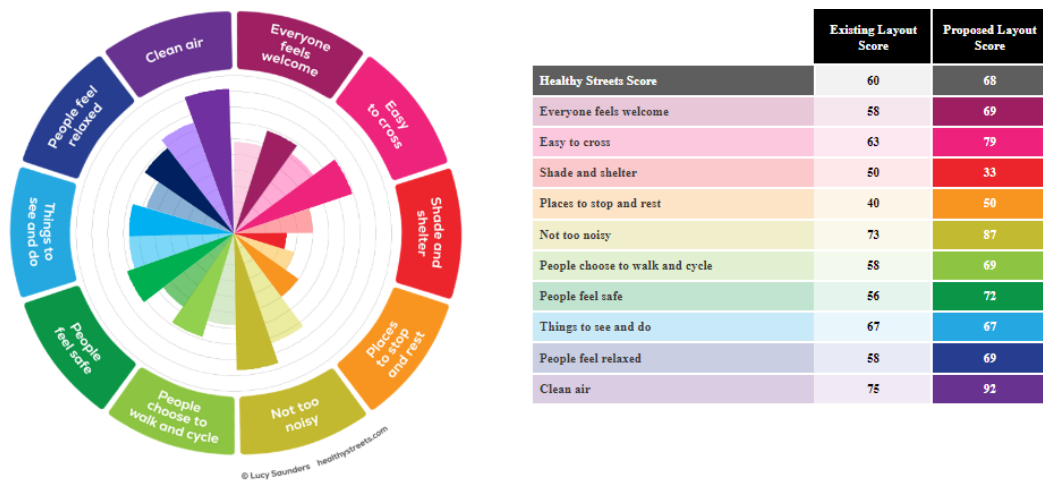 Clean air
Everyone
feels
welcome
Easy
to cross
Shade and
shelter
Places
to stop
and rest
Not too
noisy
People
choose to
walk and cycle
People
feel safe
Things to
see and do
People feel
relaxed
© Lucy Saunders healthystreets.com
Existing Layout Score Proposed Layout Score
Healthy Streets Score 60 68
Everyone feels welcome 58 69
Easy to cross 63 79
Shade and shelter 50 33
Places to stop and rest 40 50
Not too noisy 73 87
People choose to walk and cycle 58 69
People feel safe 56 72
Things to see and do 67 67
People feel relaxed 58 69
Clean air 75 92